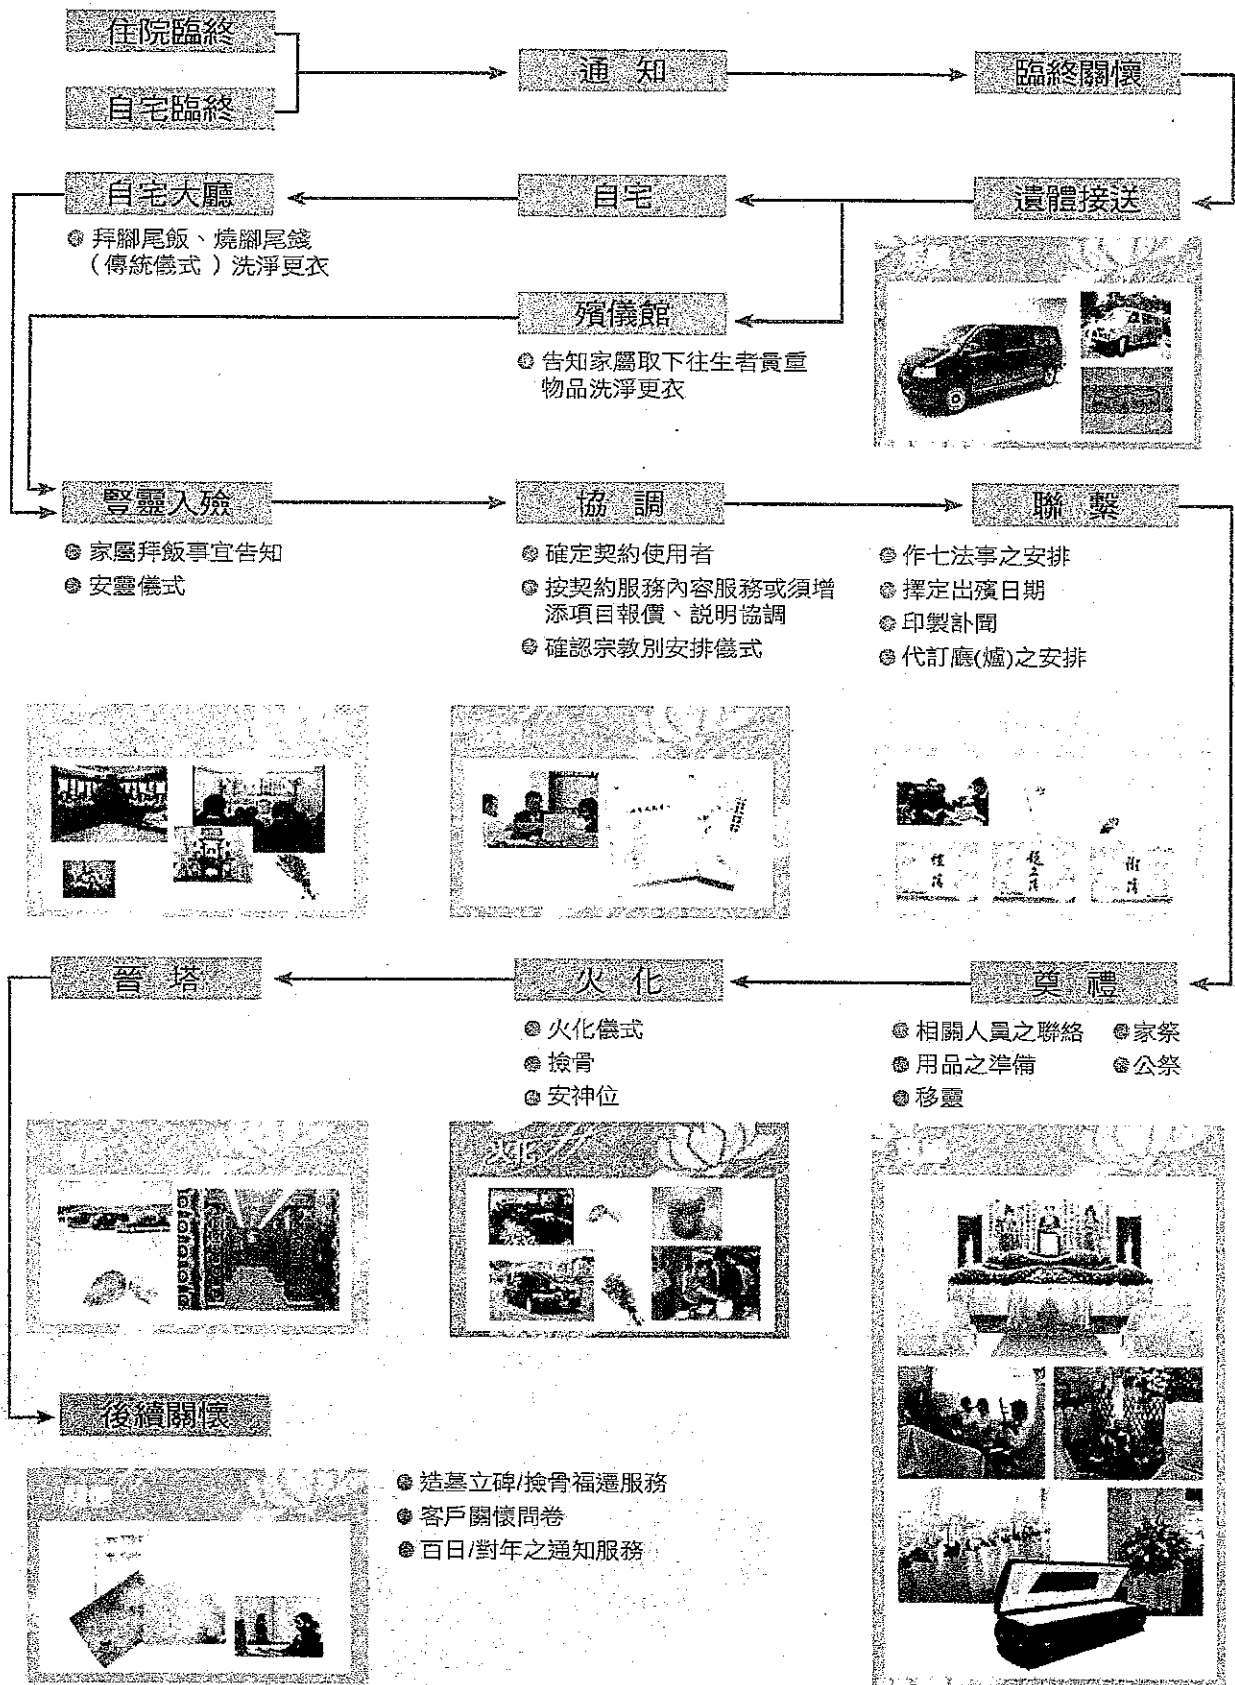 住院臨終
自宅臨終
通 知
臨終關懷
遺體接送
自宅
自宅大廳
拜腳尾飯、燒腳尾錢
（傳統儀式 ）洗淨更衣
殯儀館
告知家屬取下往生者貴重
物品洗淨更衣
豎靈入殮
家屬拜飯事宜告知
安靈儀式
協 調
確定契約使用者
按契約服務內容服務或須增
添項目報價、說明協調
確認宗教別安排儀式
聯 繫
作七法事之安排
擇定出殯日期
印製訃聞
代訂廳(爐)之安排
奠 禮
相關人員之聯絡
用品之準備
移靈
家祭
公祭
火 化
火化儀式
撿骨
安神位
晉 塔
火化
後續關懷
造墓立碑/撿骨福遷服務
客戶關懷問卷
百日/對年之通知服務